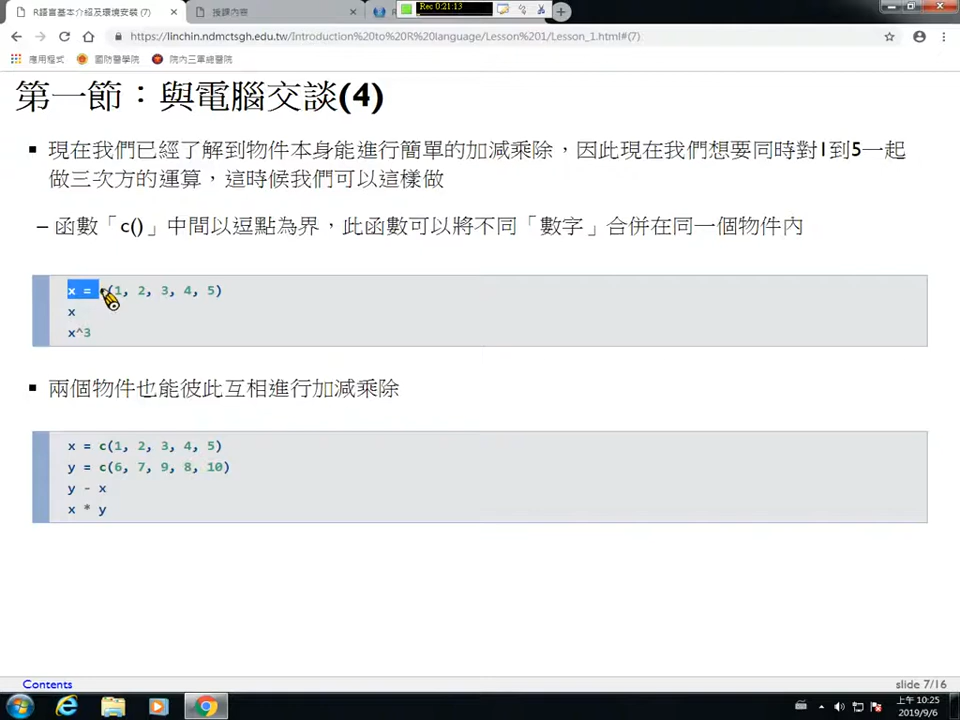 R語言基本介紹及環境安裝 (7)
授課內容
Rec 0:21:13
https://linchin.ndmctsgh.edu.tw/Introduction%20to%20R%20language/Lesson%201/Lesson_1.html#(7)
應用程式
國防醫學院
院內三軍總醫院
第一節：與電腦交談(4)
現在我們已經了解到物件本身能進行簡單的加減乘除，因此現在我們想要同時對1到5一起
做三次方的運算，這時候我們可以這樣做
– 函數「c()」中間以逗點為界，此函數可以將不同「數字」合併在同一個物件內
x = (1, 2, 3, 4, 5)
x
x^3
兩個物件也能彼此互相進行加減乘除
x = c(1, 2, 3, 4, 5)
y = c(6, 7, 9, 8, 10)
y - x
x * y
Contents
slide 7/16
上午 10:25
2019/9/6